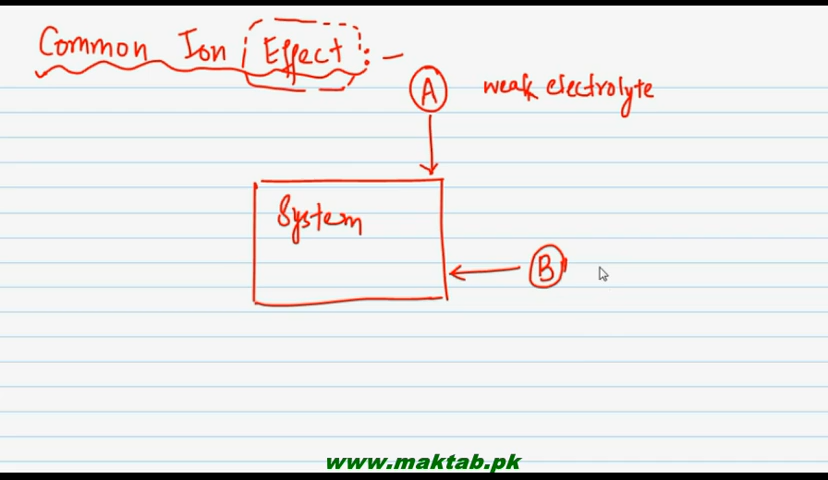 Common Ion Effect : -
A weak electrolyte
System
B
www.maktab.pk